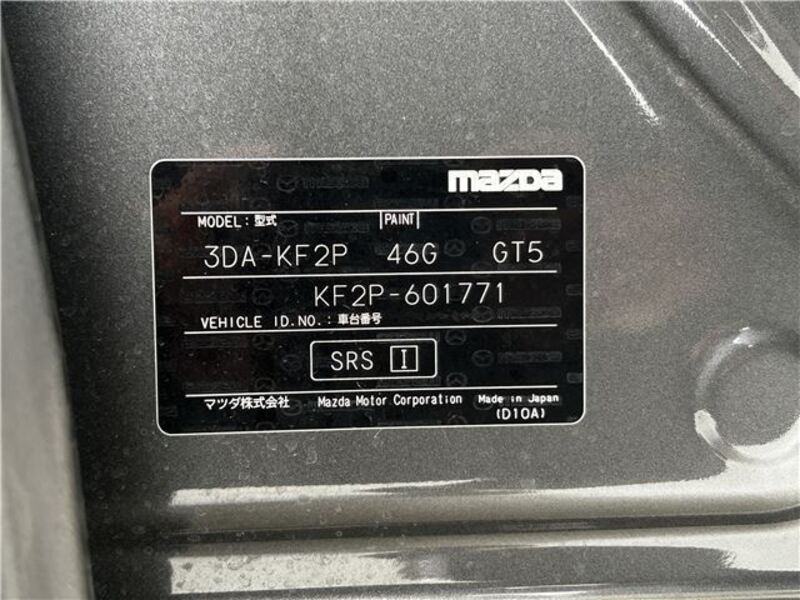 mazda
MODEL：型式 PAINT
3DA-KF2P 46G GT5
KF2P-601771
VEHICLE ID.NO.：車台番号
SRS I
マツダ株式会社 Mazda Motor Corporation Made in Japan
(D10A)